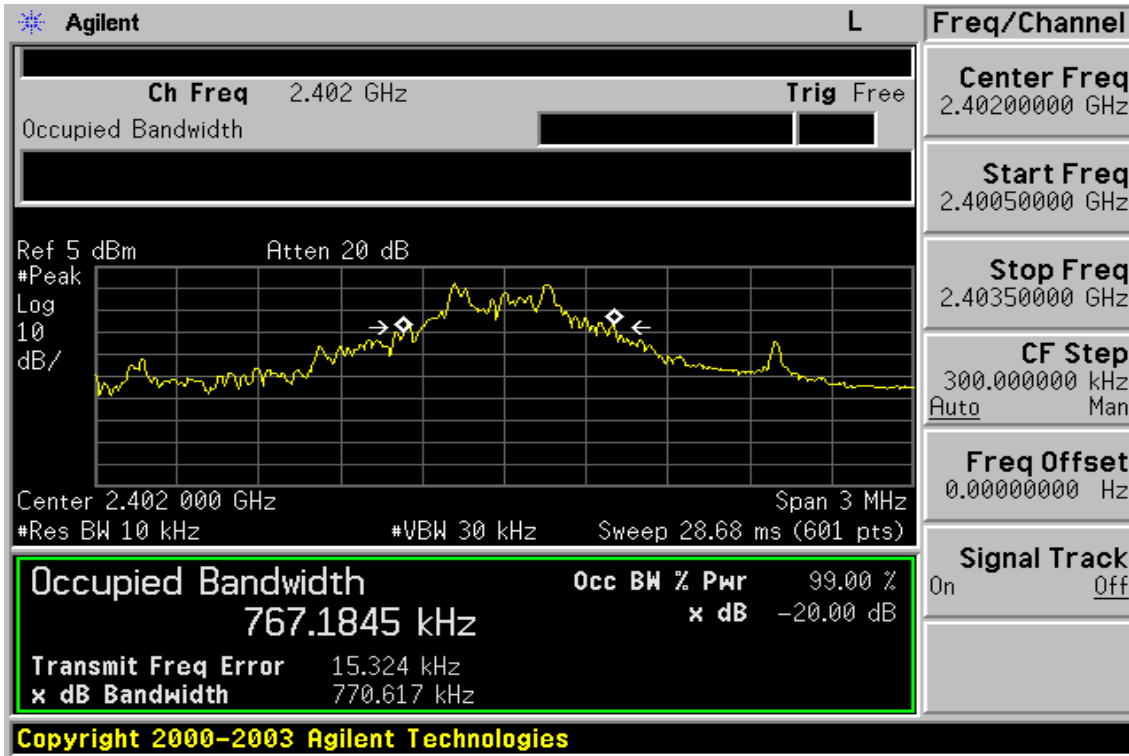 Agilent L
Freq/Channel
Ch Freq 2.402 GHz Trig Free
Occupied Bandwidth
Center Freq
2.40200000 GHz
Start Freq
2.40050000 GHz
Stop Freq
2.40350000 GHz
CF Step
300.000000 kHz
Auto Man
Freq Offset
0.00000000 Hz
Signal Track
On Off
Ref 5 dBm Atten 20 dB
#Peak
Log
10
dB/
Center 2.402 000 GHz Span 3 MHz
#Res BW 10 kHz #VBW 30 kHz Sweep 28.68 ms (601 pts)
Occupied Bandwidth
767.1845 kHz
Occ BW % Pwr 99.00 %
x dB -20.00 dB
Transmit Freq Error 15.324 kHz
x dB Bandwidth 770.617 kHz
Copyright 2000-2003 Agilent Technologies